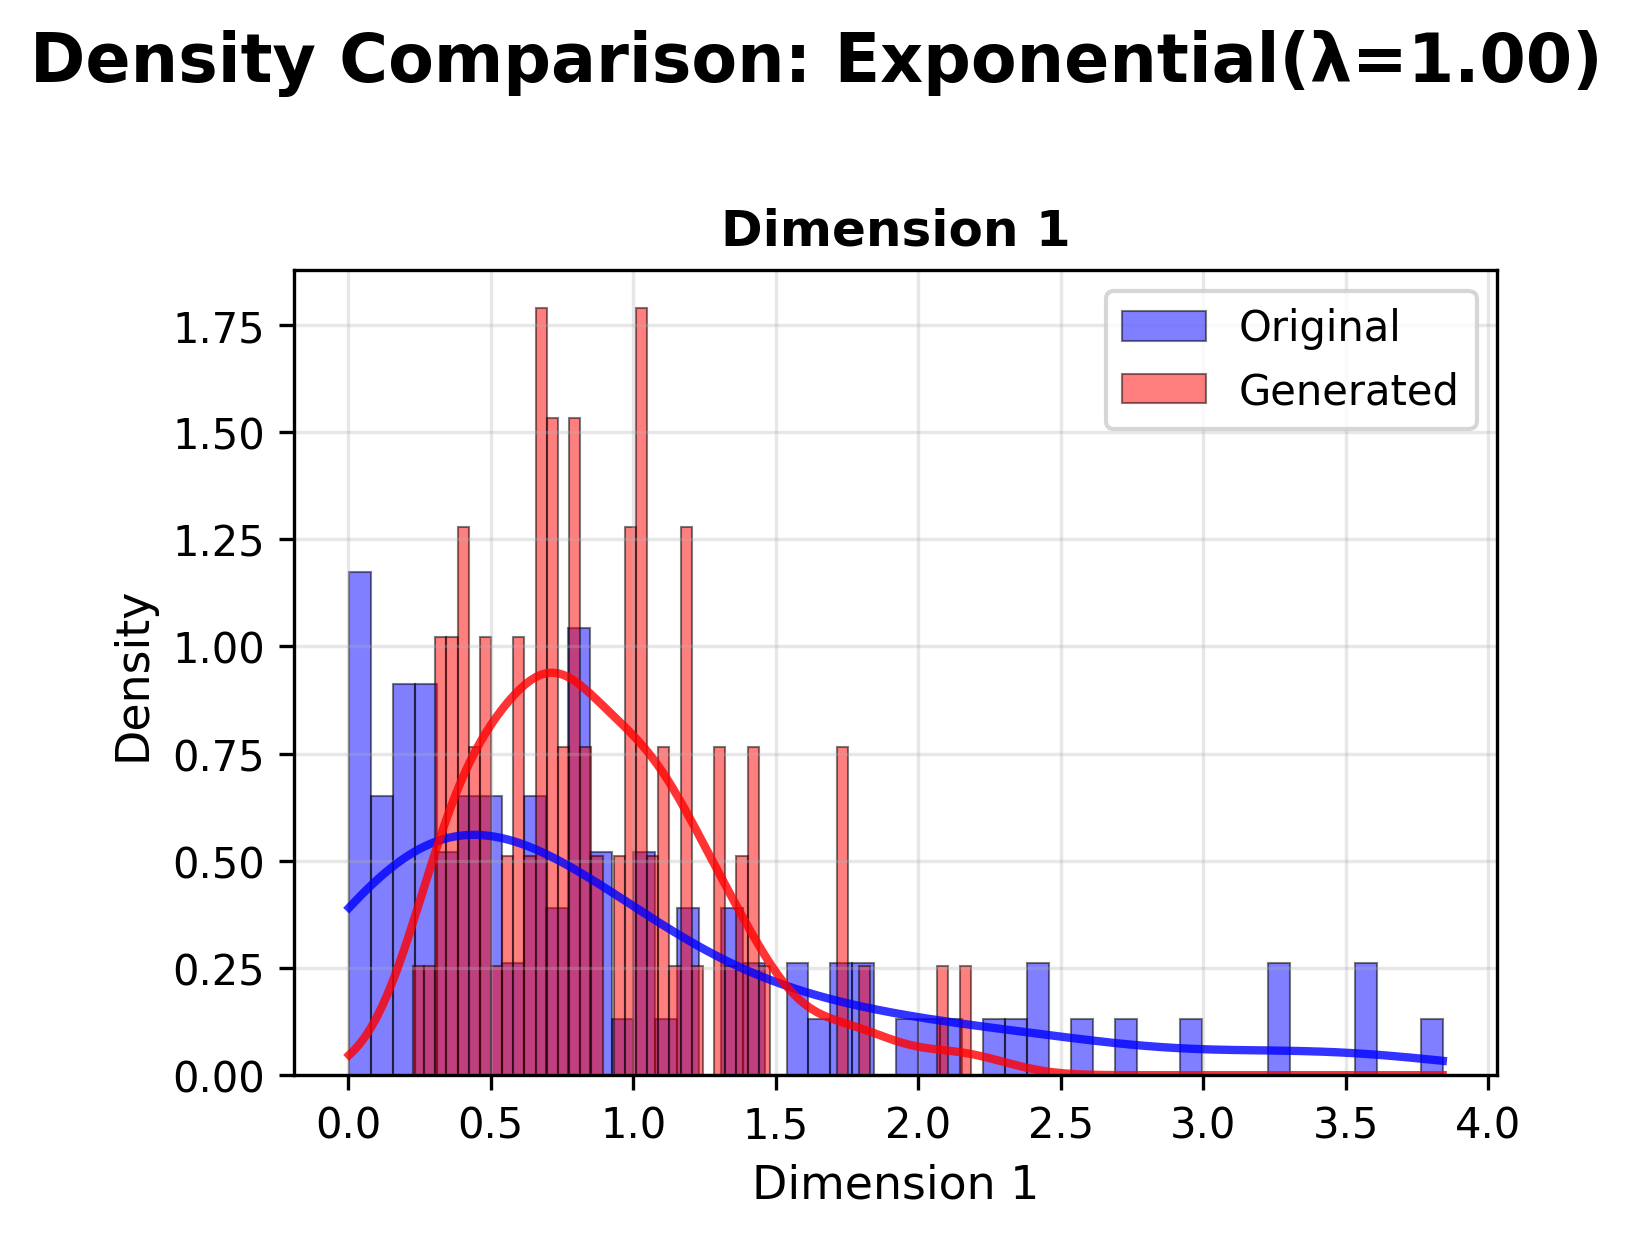 Density Comparison: Exponential(λ=1.00)
Dimension 1
Original
Generated
Density
1.75
1.50
1.25
1.00
0.75
0.50
0.25
0.00
0.0 0.5 1.0 1.5 2.0 2.5 3.0 3.5 4.0
Dimension 1